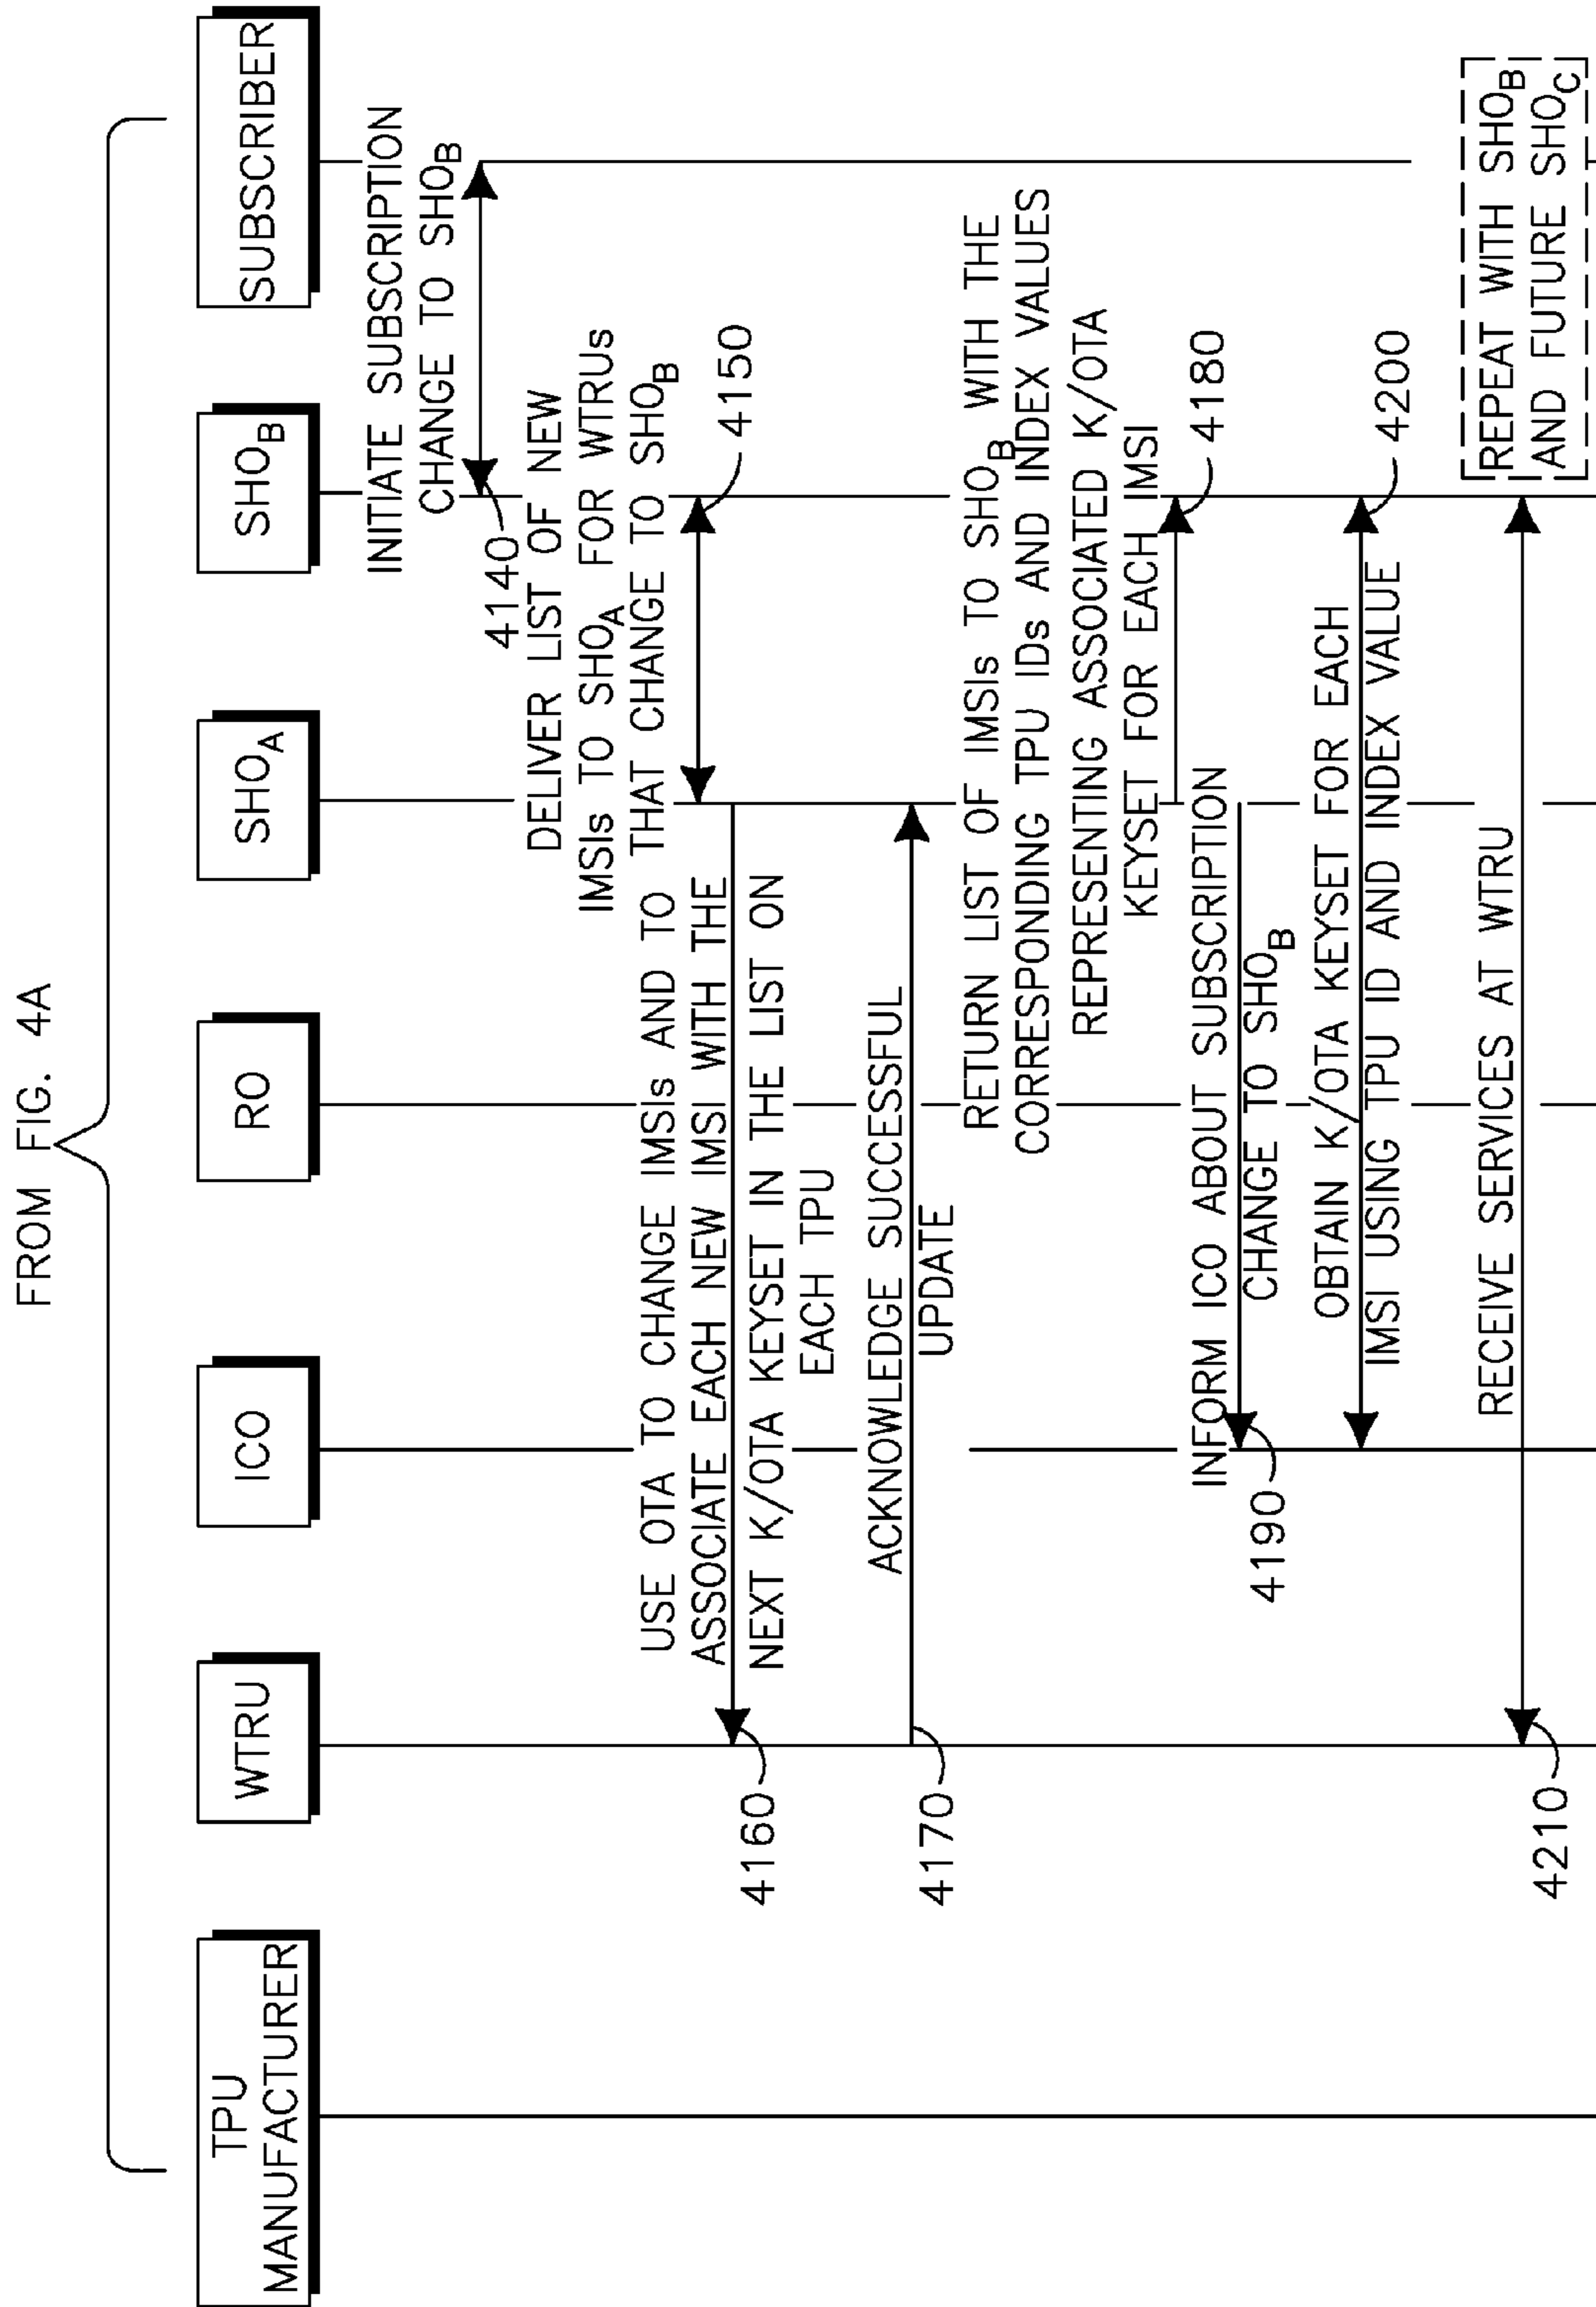 FROM FIG. 4A
TPU
MANUFACTURER
WTRU
ICO
RO
SHOA
SHOB
SUBSCRIBER
INITIATE SUBSCRIPTION
CHANGE TO SHOB
4140
DELIVER LIST OF NEW
IMSIs TO SHOA FOR WTRUs
THAT CHANGE TO SHOB
4150
USE OTA TO CHANGE IMSIs AND TO
ASSOCIATE EACH NEW IMSI WITH THE
NEXT K/OTA KEYSET IN THE LIST ON
EACH TPU
4160
ACKNOWLEDGE SUCCESSFUL
UPDATE
4170
RETURN LIST OF IMSIs TO SHOB WITH THE
CORRESPONDING TPU IDs AND INDEX VALUES
REPRESENTING ASSOCIATED K/OTA
KEYSET FOR EACH IMSI
4180
INFORM ICO ABOUT SUBSCRIPTION
CHANGE TO SHOB
4190
OBTAIN K/OTA KEYSET FOR EACH
IMSI USING TPU ID AND INDEX VALUE
4200
RECEIVE SERVICES AT WTRU
4210
REPEAT WITH SHOB
AND FUTURE SHOC